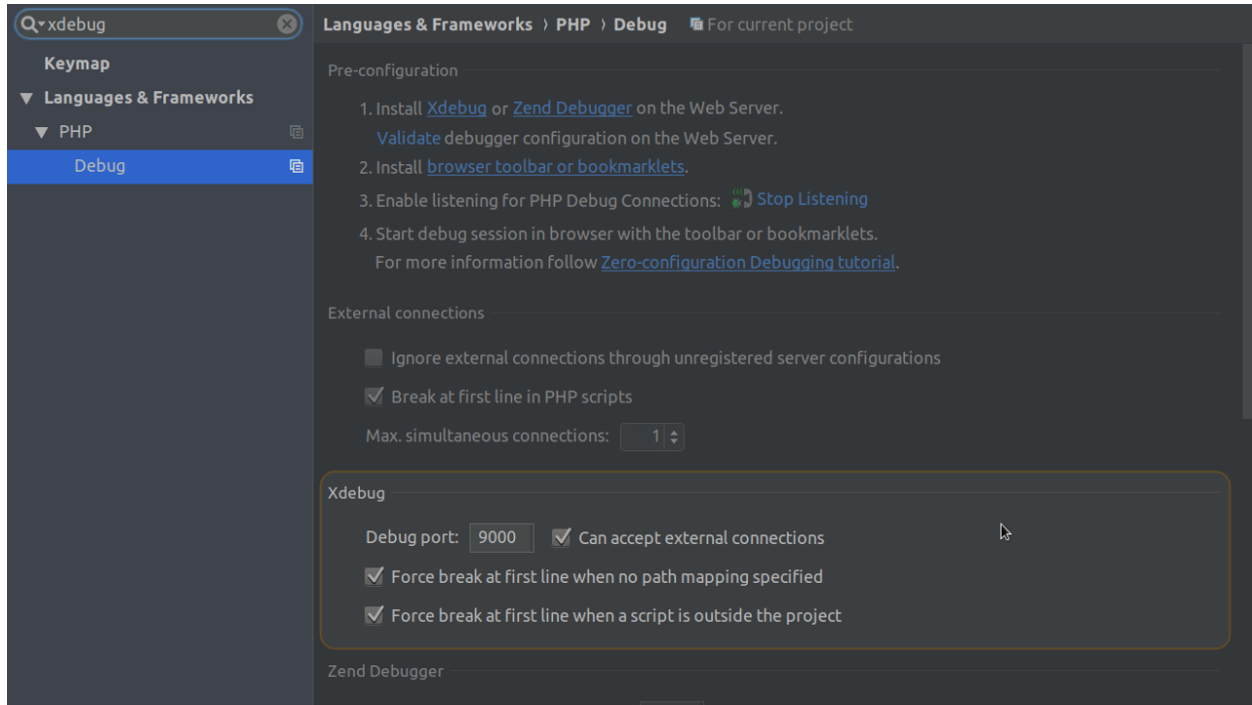 xdebug
Keymap
Languages & Frameworks
PHP
Debug
Languages & Frameworks › PHP › Debug For current project
Pre-configuration
1. Install Xdebug or Zend Debugger on the Web Server.
Validate debugger configuration on the Web Server.
2. Install browser toolbar or bookmarklets.
3. Enable listening for PHP Debug Connections: Stop Listening
4. Start debug session in browser with the toolbar or bookmarklets.
For more information follow Zero-configuration Debugging tutorial.
External connections
Ignore external connections through unregistered server configurations
Break at first line in PHP scripts
Max. simultaneous connections: 1
Xdebug
Debug port: 9000 Can accept external connections
Force break at first line when no path mapping specified
Force break at first line when a script is outside the project
Zend Debugger